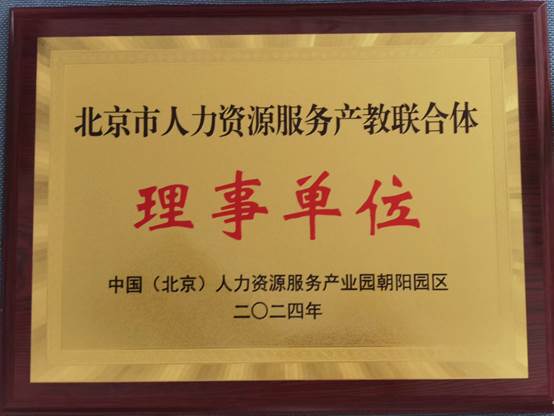 北京市人力资源服务产教联合体
理事单位
中国（北京）人力资源服务产业园朝阳园区
二〇二四年